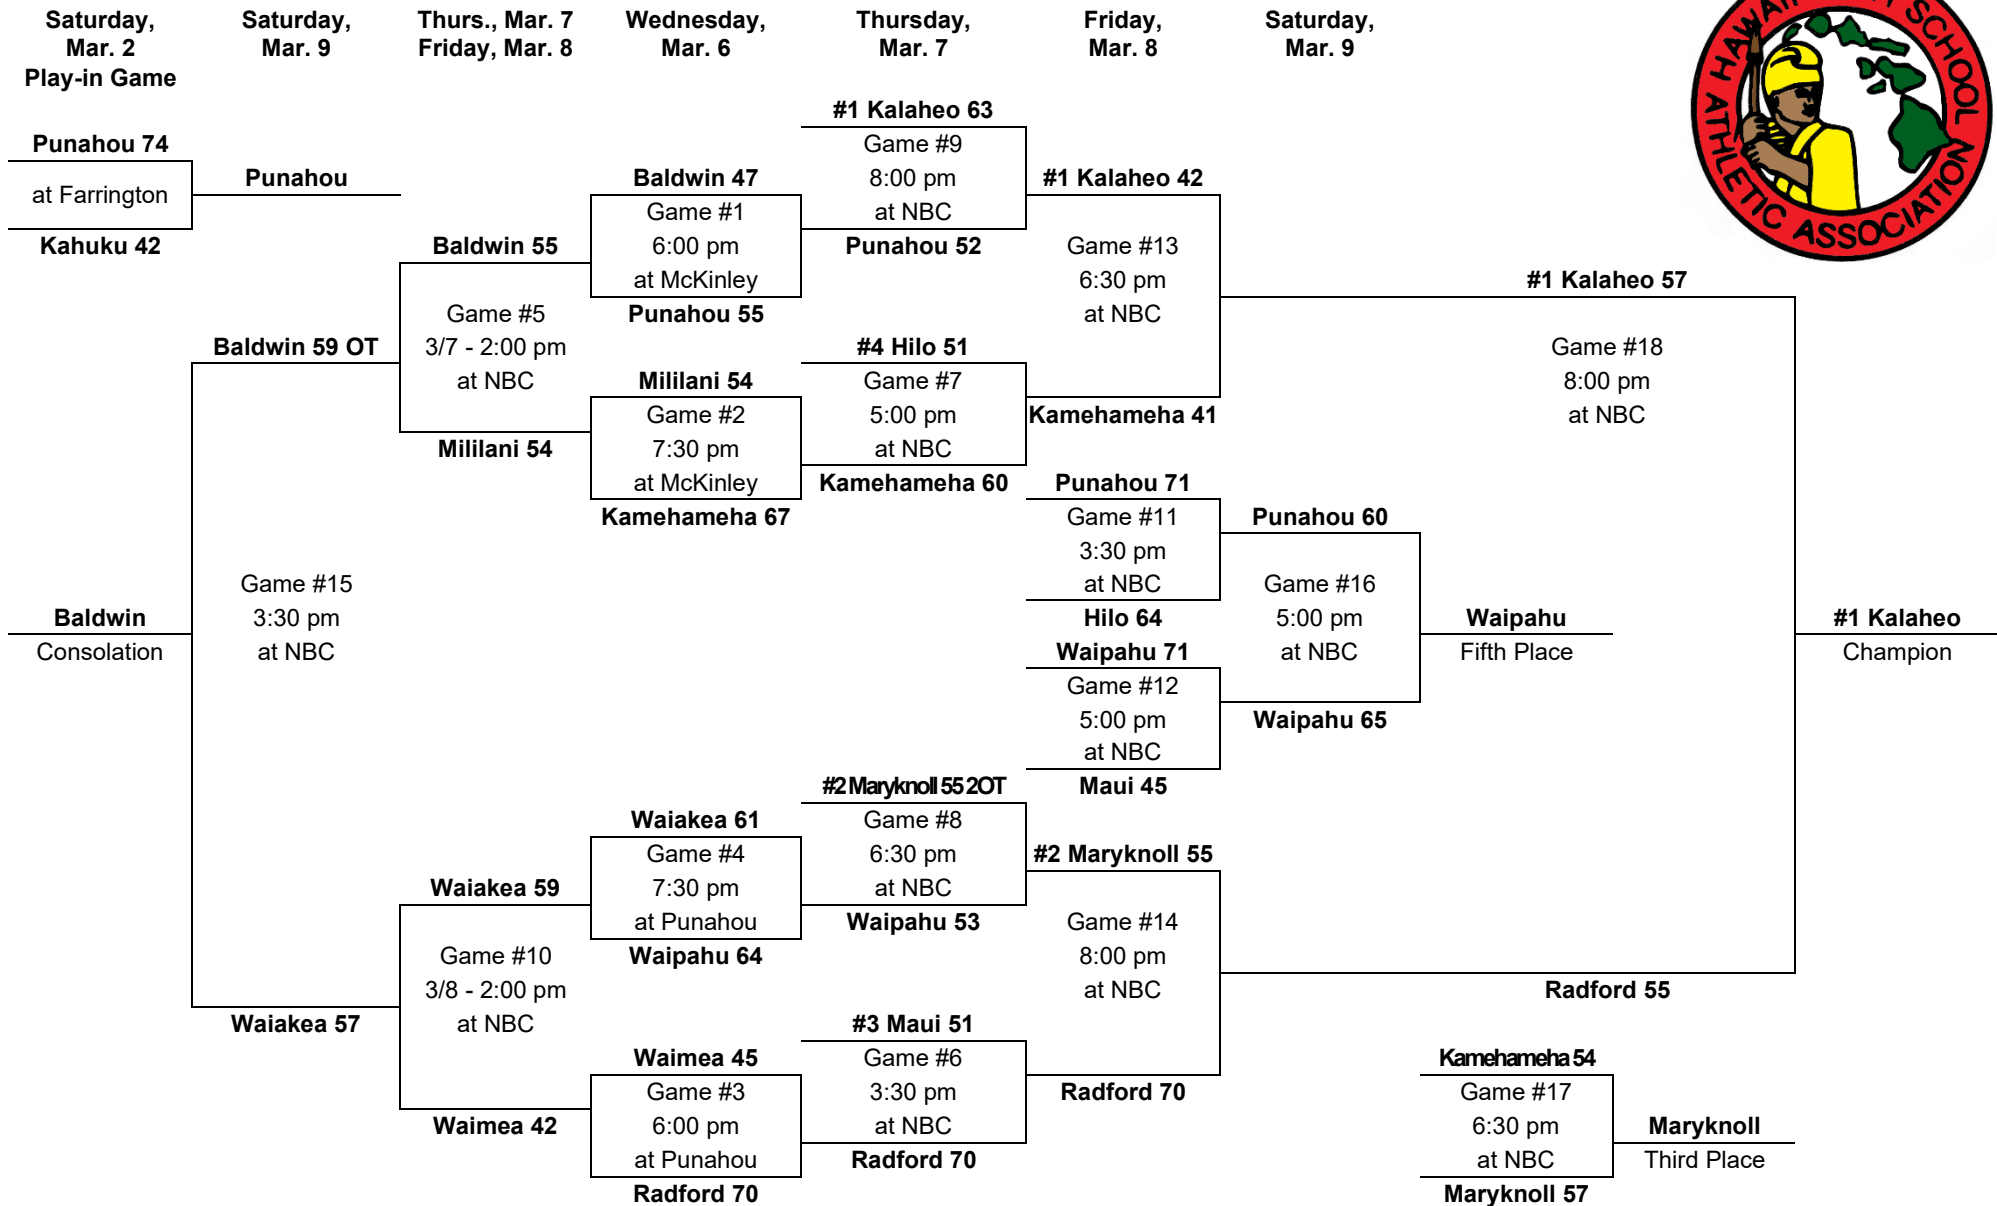 Saturday,
Mar. 2
Play-in Game
Saturday,
Mar. 9
Thurs., Mar. 7
Friday, Mar. 8
Wednesday,
Mar. 6
Thursday,
Mar. 7
Friday,
Mar. 8
Saturday,
Mar. 9
SCHOOL
ATHLETIC ASSOCIATION
Punahou 74
at Farrington
Kahuku 42
Punahou
Baldwin 55
Game #5
3/7 - 2:00 pm
at NBC
Mililani 54
Baldwin 47
Game #1
6:00 pm
at McKinley
Punahou 55
Mililani 54
Game #2
7:30 pm
at McKinley
Kamehameha 67
#1 Kalaheo 63
Game #9
8:00 pm
at NBC
Punahou 52
#4 Hilo 51
Game #7
5:00 pm
at NBC
Kamehameha 60
#1 Kalaheo 42
Game #13
6:30 pm
at NBC
Kamehameha 41
#1 Kalaheo 57
Game #18
8:00 pm
at NBC
Radford 55
#1 Kalaheo
Champion
Baldwin 59 OT
Game #15
3:30 pm
at NBC
Waiakea 57
Baldwin
Consolation
Punahou 71
Game #11
3:30 pm
at NBC
Hilo 64
Waipahu 71
Game #12
5:00 pm
at NBC
Maui 45
Punahou 60
Game #16
5:00 pm
at NBC
Waipahu 65
Waipahu
Fifth Place
Waiakea 59
Game #10
3/8 - 2:00 pm
at NBC
Waimea 42
Waiakea 61
Game #4
7:30 pm
at Punahou
Waipahu 64
Waimea 45
Game #3
6:00 pm
at Punahou
Radford 70
#2 Maryknoll 55 2OT
Game #8
6:30 pm
at NBC
Waipahu 53
#3 Maui 51
Game #6
3:30 pm
at NBC
Radford 70
#2 Maryknoll 55
Game #14
8:00 pm
at NBC
Radford 70
Kamehameha 54
Game #17
6:30 pm
at NBC
Maryknoll 57
Maryknoll
Third Place